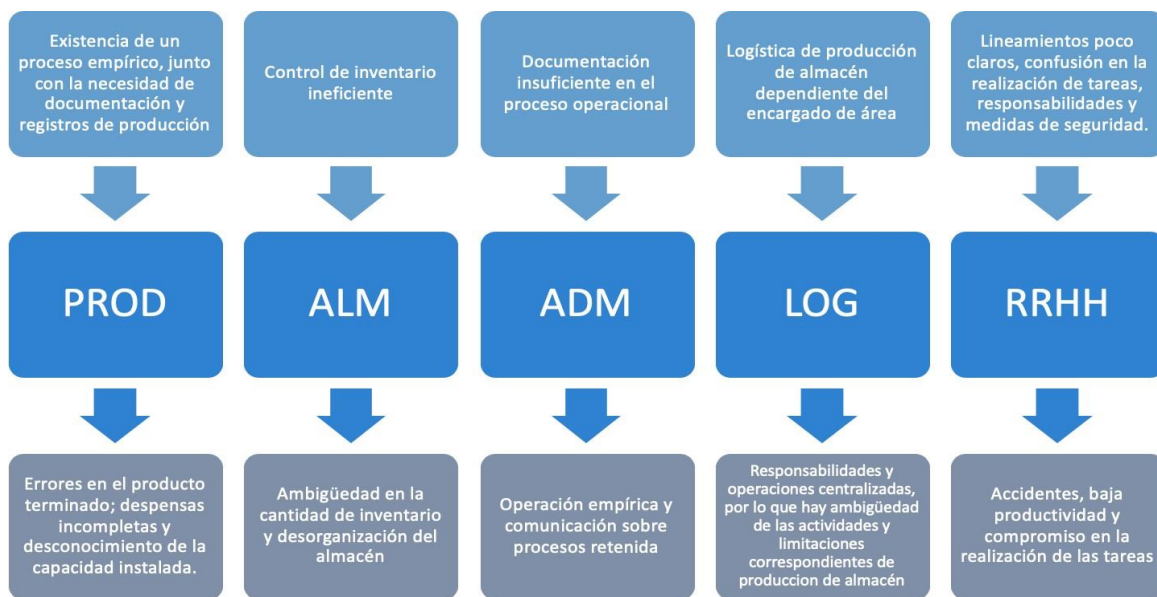 Existencia de un
proceso empírico, junto
con la necesidad de
documentación y
registros de producción
Control de inventario
ineficiente
Documentación
insuficiente en el
proceso operacional
Logística de producción
de almacén
dependiente del
encargado de área
Lineamientos poco
claros, confusión en la
realización de tareas,
responsabilidades y
medidas de seguridad.
PROD
ALM
ADM
LOG
RRHH
Errores en el producto
terminado; despensas
incompletas y
desconocimiento de la
capacidad instalada.
Ambigüedad en la
cantidad de inventario
y desorganización del
almacén
Operación empírica y
comunicación sobre
procesos retenida
Responsabilidades y
operaciones centralizadas,
por lo que hay ambigüedad
de las actividades y
limitaciones
correspondientes de
produccion de almacén
Accidentes, baja
productividad y
compromiso en la
realización de las tareas